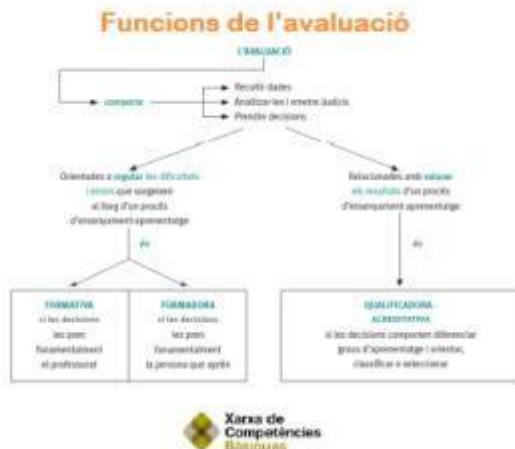 Funcions de l'avaluació
L'AVALUACIÓ
consisteix
Recollir dades
Analitzar-les i emetre judicis
Prendre decisions
Orientades a regular les dificultats
i errors que sorgeixen
al llarg d'un procés
d'ensenyament aprenentatge
Relacionades amb valorar
els resultats d'un procés
d'ensenyament aprenentatge
és
és
FORMATIVA
si les decisions
les pren
fonamentalment
el professorat
FORMADORA
si les decisions
les pren
fonamentalment
la persona que aprèn
QUALIFICADORA-
ACREDITATIVA
si les decisions comporten diferenciar
graus d'aprenentatge i orientar,
classificar o seleccionar
Xarxa de
Competències
Bàsiques